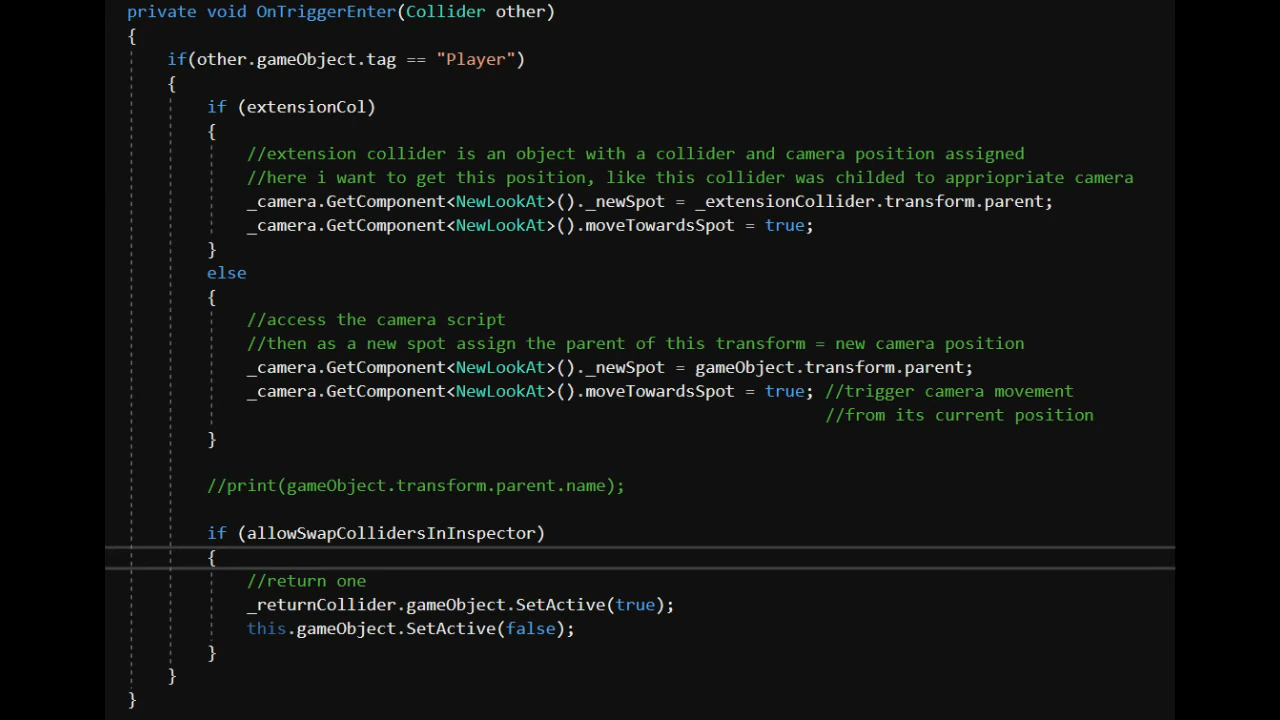 private void OnTriggerEnter(Collider other)
{
if(other.gameObject.tag == "Player")
{
if (extensionCol)
{
//extension collider is an object with a collider and camera position assigned
//here i want to get this position, like this collider was childed to appriopriate camera
_camera.GetComponent<NewLookAt>()._newSpot = _extensionCollider.transform.parent;
_camera.GetComponent<NewLookAt>().moveTowardsSpot = true;
}
else
{
//access the camera script
//then as a new spot assign the parent of this transform = new camera position
_camera.GetComponent<NewLookAt>()._newSpot = gameObject.transform.parent;
_camera.GetComponent<NewLookAt>().moveTowardsSpot = true; //trigger camera movement
//from its current position
}
//print(gameObject.transform.parent.name);
if (allowSwapCollidersInInspector)
{
//return one
_returnCollider.gameObject.SetActive(true);
this.gameObject.SetActive(false);
}
}
}